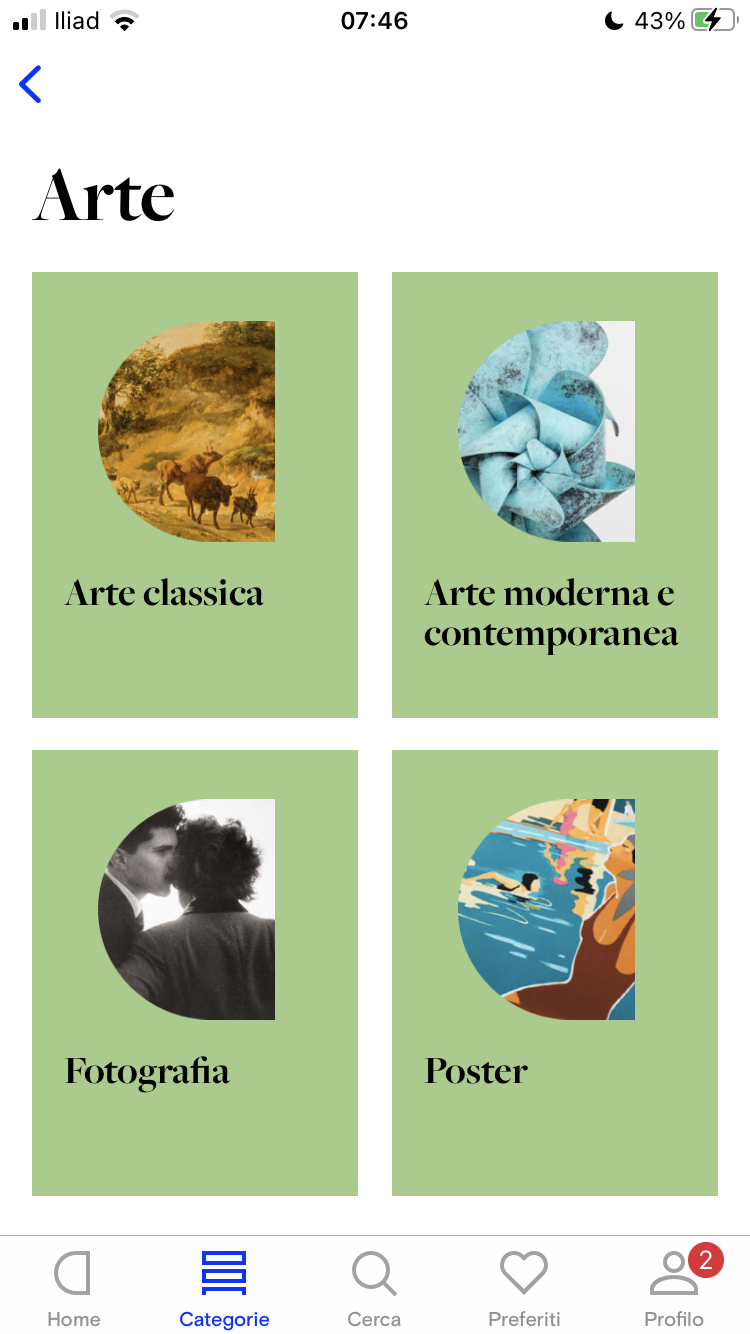 Iliad 07:46 43%
Arte
Arte classica
Arte moderna e
contemporanea
Fotografia
Poster
2
Home Categorie Cerca Preferiti Profilo